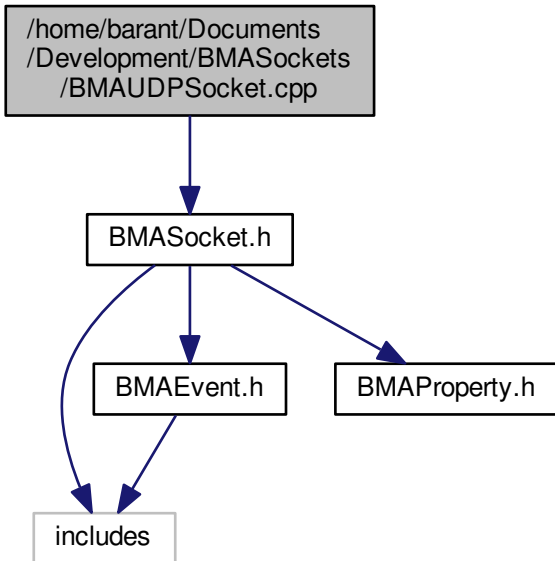 /home/barant/Documents
/Development/BMASockets
/BMAUDPSocket.cpp
BMASocket.h
BMAEvent.h
BMAProperty.h
includes